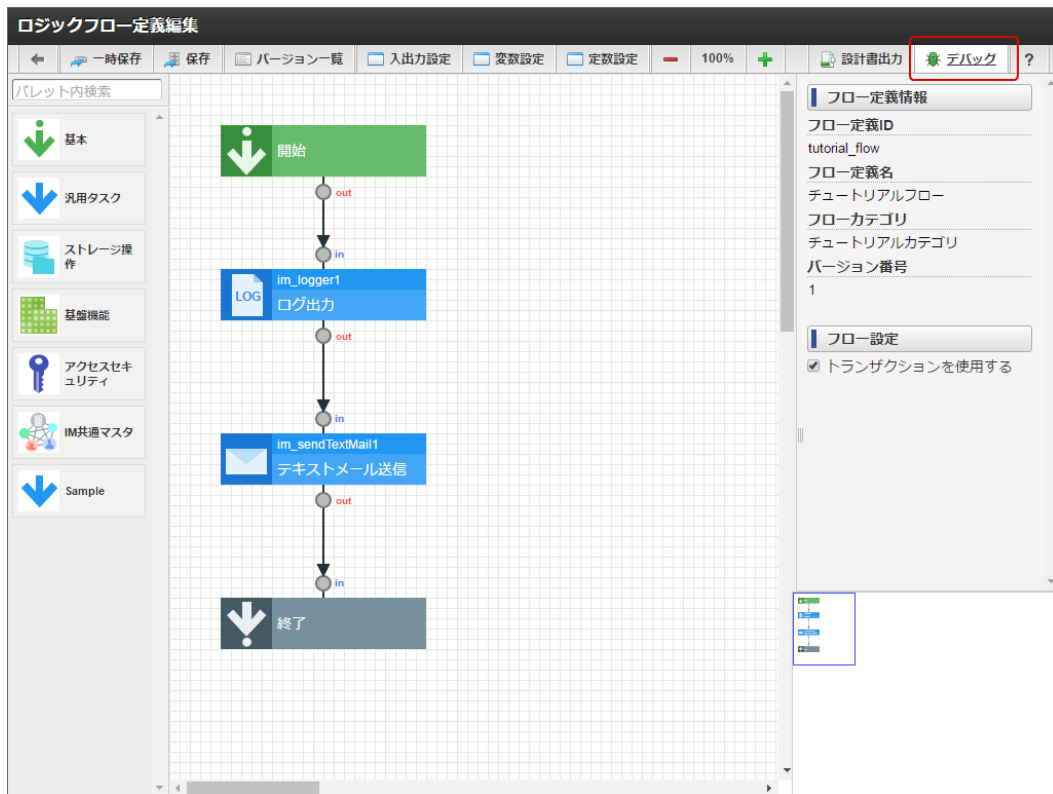 ロジックフロー定義編集
一時保存 保存 バージョン一覧 入出力設定 変数設定 定数設定 100% 設計書出力 デバッグ ?
パレット内検索
基本
汎用タスク
ストレージ操
作
基盤機能
アクセスセキ
ュリティ
IM共通マスタ
Sample
開始
out
in
im_logger1
LOG
ログ出力
out
in
im_sendTextMail1
テキストメール送信
out
in
終了
フロー定義情報
フロー定義ID
tutorial_flow
フロー定義名
チュートリアルフロー
フローカテゴリ
チュートリアルカテゴリ
バージョン番号
1
フロー設定
トランザクションを使用する